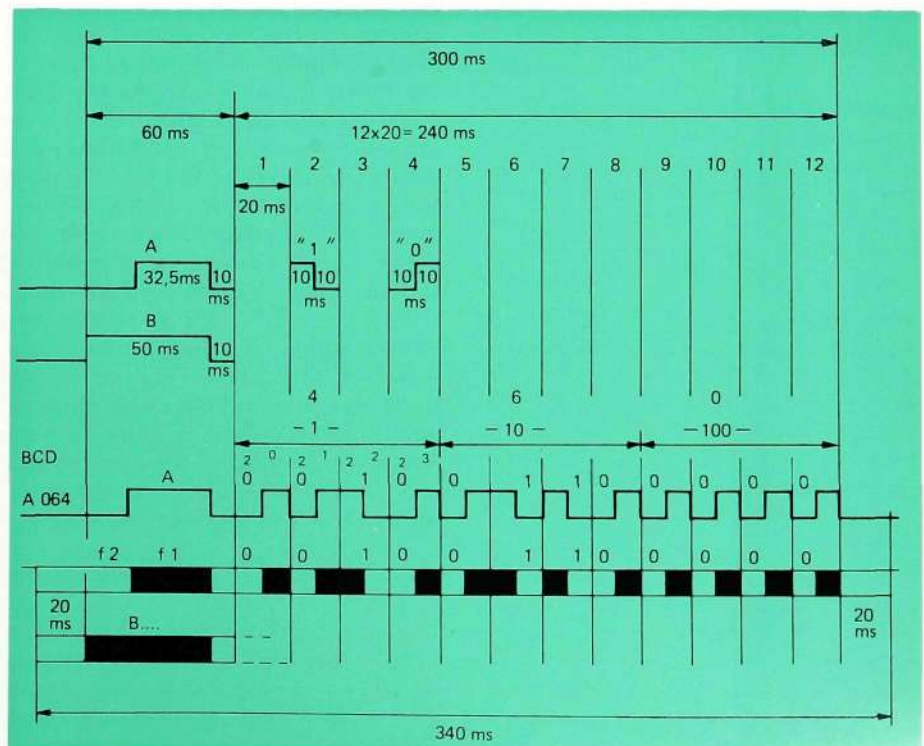 300 ms
60 ms
12x20 = 240 ms
1 2 3 4 5 6 7 8 9 10 11 12
20 ms
A
"1" "0"
32,5ms 10 10 10 10 10
ms ms ms
B
50 ms 10
ms
4 6 0
– 1 – – 10 – – 100 –
BCD
2 0 2 1 2 2 2 3
A 0 0 1 0 0 1 1 0 0 0 0 0
A 064
f 2 f 1 0 0 1 0 0 1 1 0 0 0 0 0
20 20
ms ms
B....
340 ms